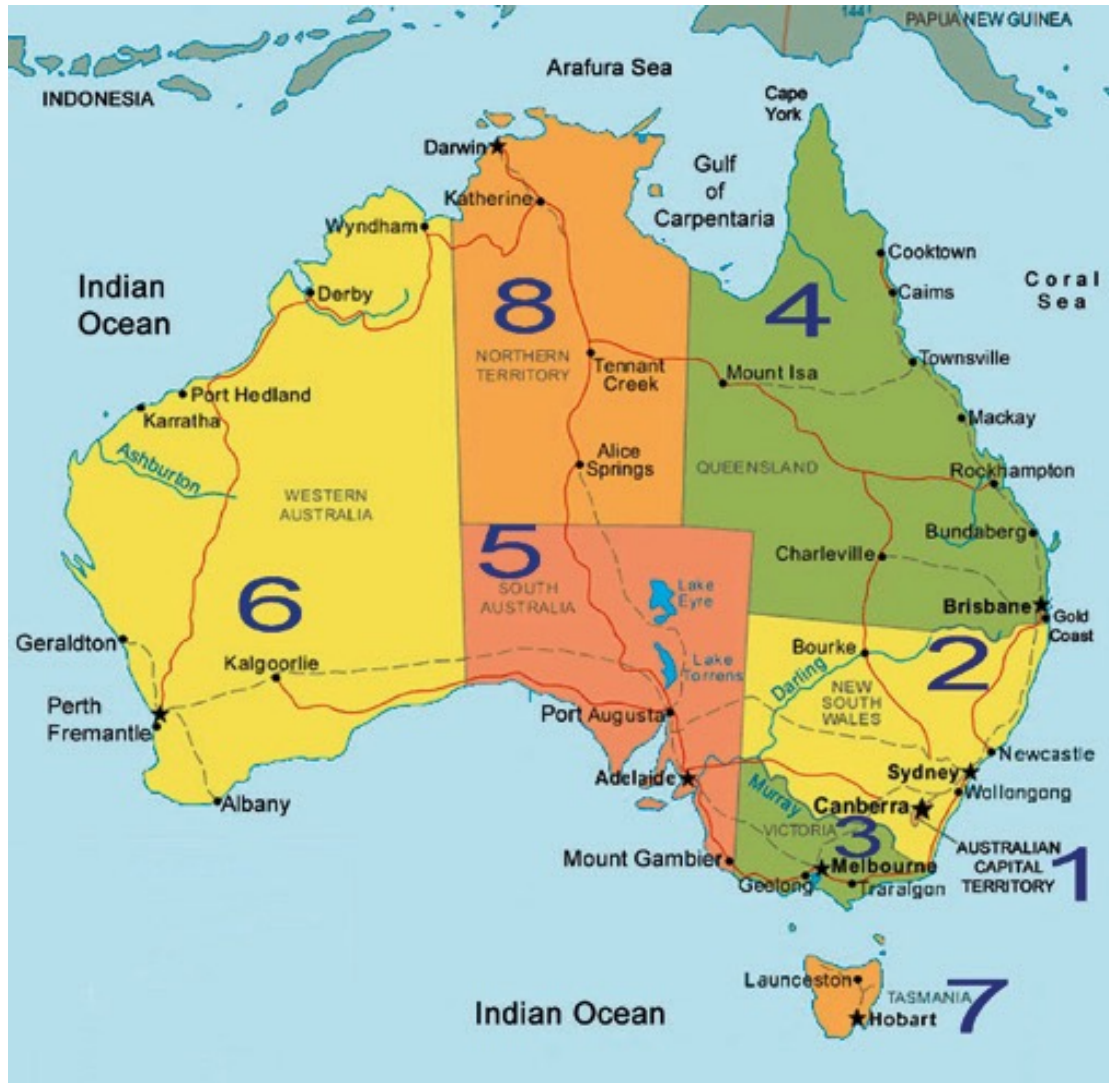 144°
PAPUA NEW GUINEA
INDONESIA
Arafura Sea
Cape
York
Darwin
Gulf
of
Carpentaria
Katherine
Wyndham
Cooktown
Indian
Ocean
Derby
8
4
Cairns
Coral
Sea
NORTHERN
TERRITORY
Tennant
Creek
Mount Isa
Townsville
Port Hedland
Karratha
Mackay
Ashburton
Alice
Springs
QUEENSLAND
Rockhampton
WESTERN
AUSTRALIA
5
Bundaberg
Charleville
6
SOUTH
AUSTRALIA
Lake
Eyre
Brisbane
Gold
Coast
Geraldton
Kalgoorlie
Bourke
2
Lake
Torrens
Darling
NEW
SOUTH
WALES
Perth
Fremantle
Port Augusta
Newcastle
Adelaide
Sydney
Wollongong
Albany
Murray
Canberra
VICTORIA
3
Mount Gambier
Melbourne
AUSTRALIAN
CAPITAL
TERRITORY
1
Geelong
Traralgon
Launceston
TASMANIA
7
Indian Ocean
Hobart